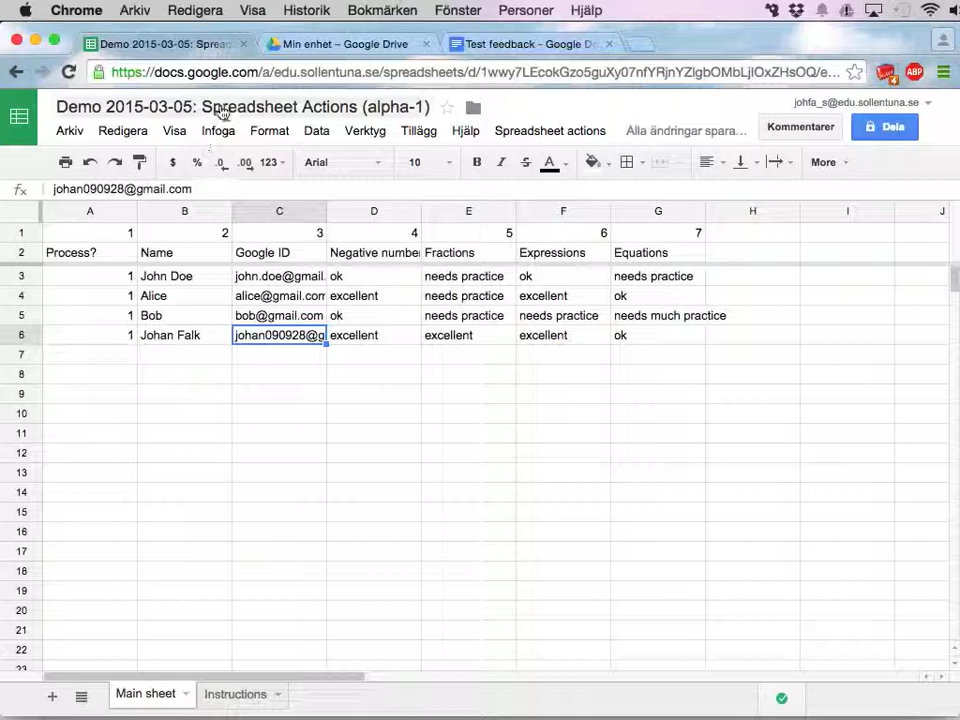 Chrome Arkiv Redigera Visa Historik Bokmärken Fönster Personer Hjälp
Demo 2015-03-05: Spreads Min enhet – Google Drive Test feedback - Google Do
https://docs.google.com/a/edu.sollentuna.se/spreadsheets/d/1wwy7LEcokGzo5guXy07nfYRjnYZlgbOMbLjIOxZHsOQ/e... 4 ABP
Demo 2015-03-05: Spreadsheet Actions (alpha-1) johfa_s@edu.sollentuna.se
Arkiv Redigera Visa Infoga Format Data Verktyg Tillägg Hjälp Spreadsheet actions Alla ändringar spara... Kommentarer Dela
$ % .0 .00 123 Arial 10 B I S A More
fx johan090928@gmail.com
A B C D E F G H I J
1 1 2 3 4 5 6 7
2 Process? Name Google ID Negative number Fractions Expressions Equations
3 1 John Doe john.doe@gmail. ok needs practice ok needs practice
4 1 Alice alice@gmail.com excellent needs practice excellent ok
5 1 Bob bob@gmail.com ok needs practice needs practice needs much practice
6 1 Johan Falk johan090928@g excellent excellent excellent ok
7
8
9
10
11
12
13
14
15
16
17
18
19
20
21
22
23
+ Main sheet Instructions